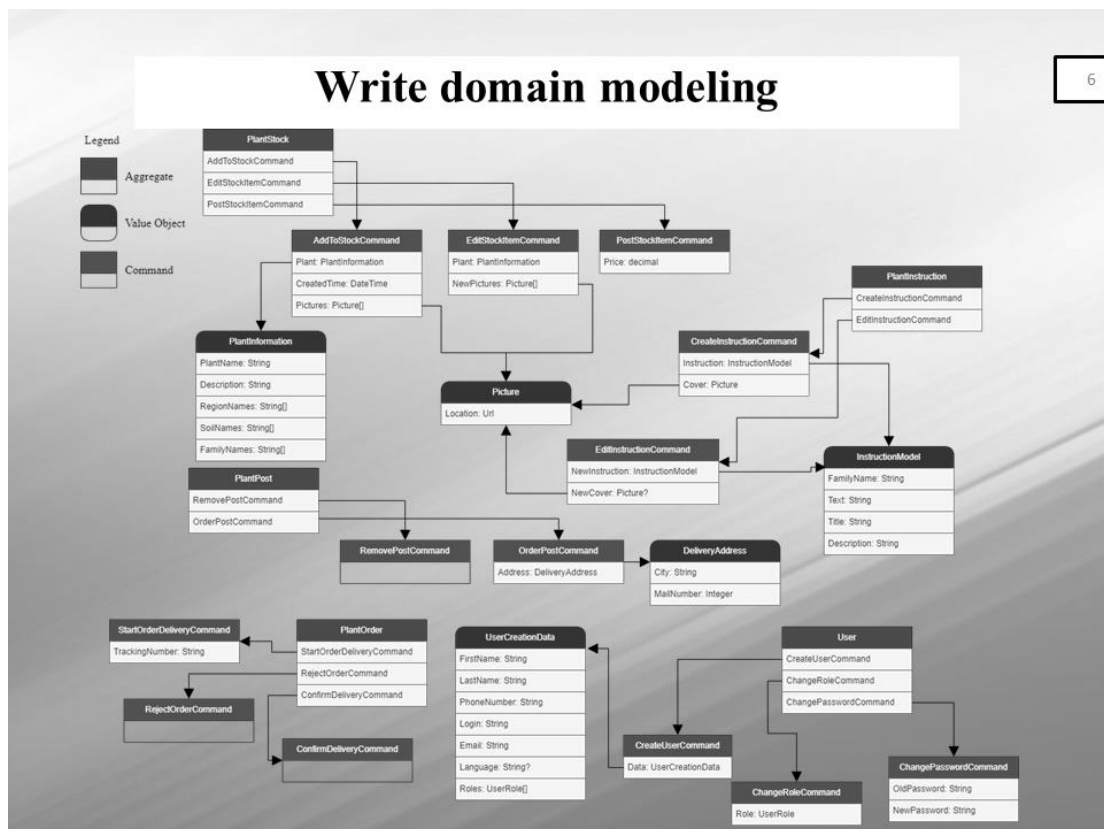 Write domain modeling
6
Legend
Aggregate
Value Object
Command
PlantStock
AddToStockCommand
EditStockItemCommand
PostStockItemCommand
AddToStockCommand
Plant: PlantInformation
CreatedTime: DateTime
Pictures: Picture[]
EditStockItemCommand
Plant: PlantInformation
NewPictures: Picture[]
PostStockItemCommand
Price: decimal
PlantInstruction
CreateInstructionCommand
EditInstructionCommand
PlantInformation
PlantName: String
Description: String
RegionNames: String[]
SoilNames: String[]
FamilyNames: String[]
Picture
Location: Url
CreateInstructionCommand
Instruction: InstructionModel
Cover: Picture
EditInstructionCommand
NewInstruction: InstructionModel
NewCover: Picture?
InstructionModel
FamilyName: String
Text: String
Title: String
Description: String
PlantPost
RemovePostCommand
OrderPostCommand
RemovePostCommand
OrderPostCommand
Address: DeliveryAddress
DeliveryAddress
City: String
MailNumber: Integer
StartOrderDeliveryCommand
TrackingNumber: String
PlantOrder
StartOrderDeliveryCommand
RejectOrderCommand
ConfirmDeliveryCommand
RejectOrderCommand
ConfirmDeliveryCommand
UserCreationData
FirstName: String
LastName: String
PhoneNumber: String
Login: String
Email: String
Language: String?
Roles: UserRole[]
User
CreateUserCommand
ChangeRoleCommand
ChangePasswordCommand
CreateUserCommand
Data: UserCreationData
ChangeRoleCommand
Role: UserRole
ChangePasswordCommand
OldPassword: String
NewPassword: String